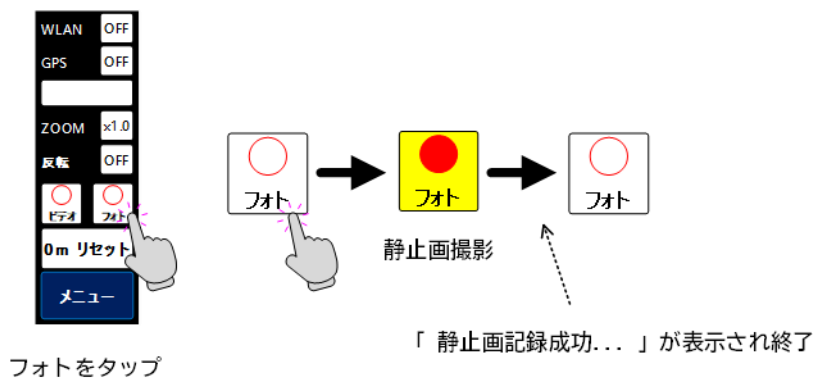 WLAN OFF
GPS OFF
ZOOM ×1.0
反転 OFF
ビデオ フォト
0m リセット
メニュー
フォトをタップ
フォト
フォト
フォト
静止画撮影
「 静止画記録成功... 」が表示され終了